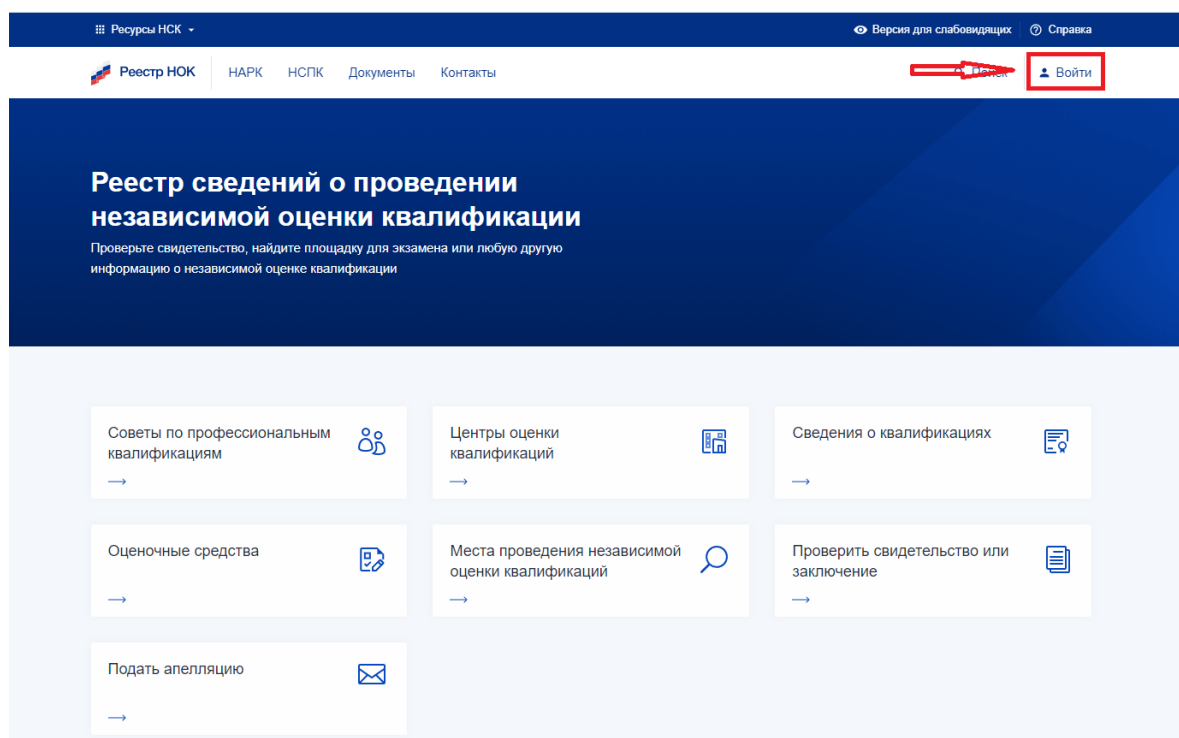 Ресурсы НСК
Версия для слабовидящих
Справка
Реестр НОК
НАРК
НСПК
Документы
Контакты
Поиск
Войти
Реестр сведений о проведении
независимой оценки квалификации
Проверьте свидетельство, найдите площадку для экзамена или любую другую
информацию о независимой оценке квалификации
Советы по профессиональным
квалификациям
Центры оценки
квалификаций
Сведения о квалификациях
Оценочные средства
Места проведения независимой
оценки квалификаций
Проверить свидетельство или
заключение
Подать апелляцию